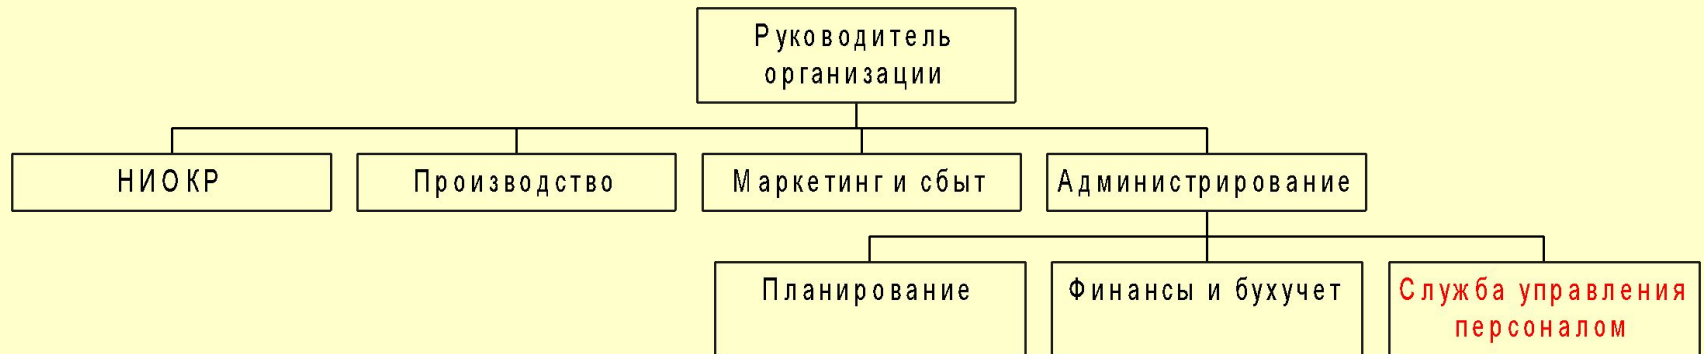 Руководитель
организации
НИОКР
Производство
Маркетинг и сбыт
Администрирование
Планирование
Финансы и бухучет
Служба управления
персоналом